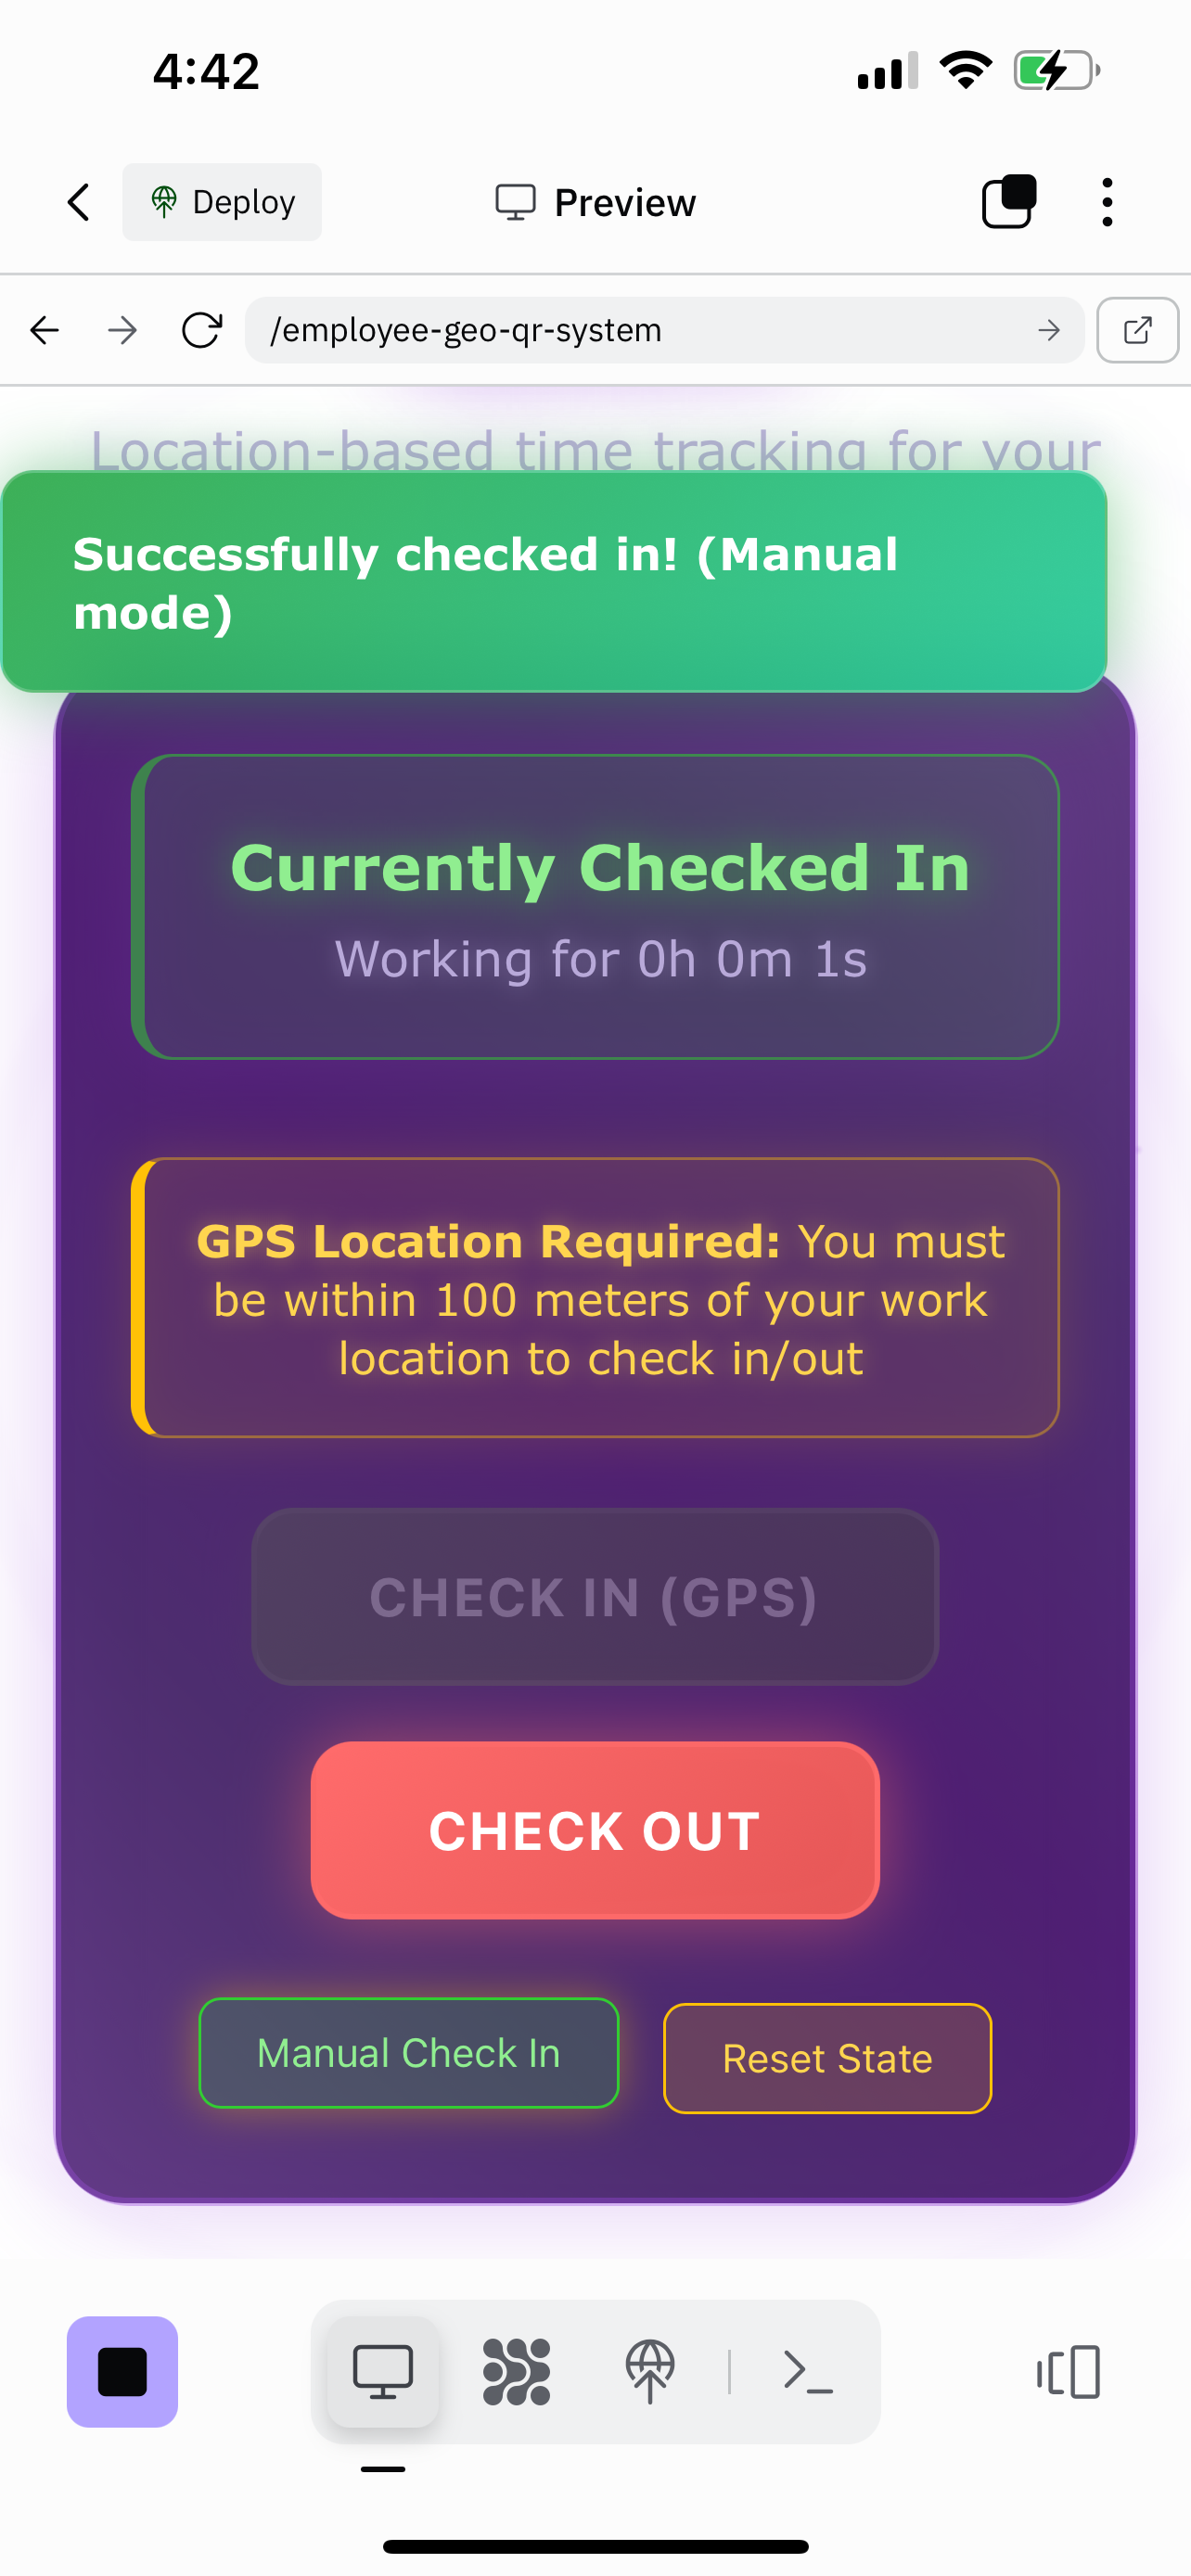 4:42
Deploy
Preview
/employee-geo-qr-system
Location-based time tracking for your
Successfully checked in! (Manual
mode)
Currently Checked In
Working for 0h 0m 1s
GPS Location Required: You must
be within 100 meters of your work
location to check in/out
CHECK IN (GPS)
CHECK OUT
Manual Check In
Reset State